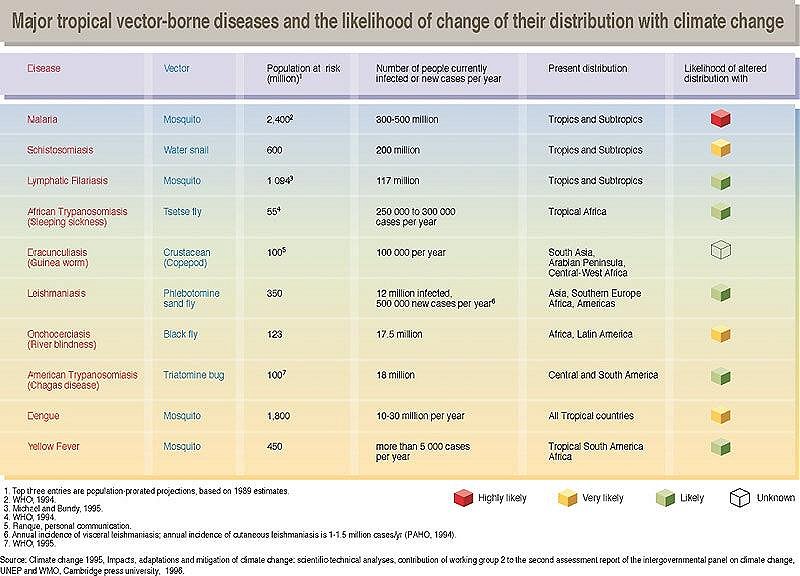 Major tropical vector-borne diseases and the likelihood of change of their distribution with climate change
Disease Vector Population at risk (million)¹ Number of people currently infected or new cases per year Present distribution Likelihood of altered distribution with
Malaria Mosquito 2,400² 300-500 million Tropics and Subtropics
Schistosomiasis Water snail 600 200 million Tropics and Subtropics
Lymphatic Filariasis Mosquito 1 094³ 117 million Tropics and Subtropics
African Trypanosomiasis (Sleeping sickness) Tsetse fly 55⁴ 250 000 to 300 000 cases per year Tropical Africa
Dracunculiasis (Guinea worm) Crustacean (Copepod) 100⁵ 100 000 per year South Asia, Arabian Peninsula, Central-West Africa
Leishmaniasis Phlebotomine sand fly 350 12 million infected, 500 000 new cases per year⁶ Asia, Southern Europe Africa, Americas
Onchocerciasis (River blindness) Black fly 123 17.5 million Africa, Latin America
American Trypanosomiasis (Chagas disease) Triatomine bug 100⁷ 18 million Central and South America
Dengue Mosquito 1,800 10-30 million per year All Tropical countries
Yellow Fever Mosquito 450 more than 5 000 cases per year Tropical South America Africa
Highly likely Very likely Likely Unknown
1. Top three entries are population-prorated projections, based on 1989 estimates.
2. WHO, 1994.
3. Michael and Bundy, 1995.
4. WHO, 1994.
5. Ranque, personal communication.
6. Annual incidence of visceral leishmaniasis; annual incidence of cutaneous leishmaniasis is 1-1.5 million cases/yr (PAHO, 1994).
7. WHO, 1995.
Source: Climate change 1995, Impacts, adaptations and mitigation of climate change: scientific-technical analyses, contribution of working group 2 to the second assessment report of the intergovernmental panel on climate change,
UNEP and WMO, Cambridge press university, 1996.